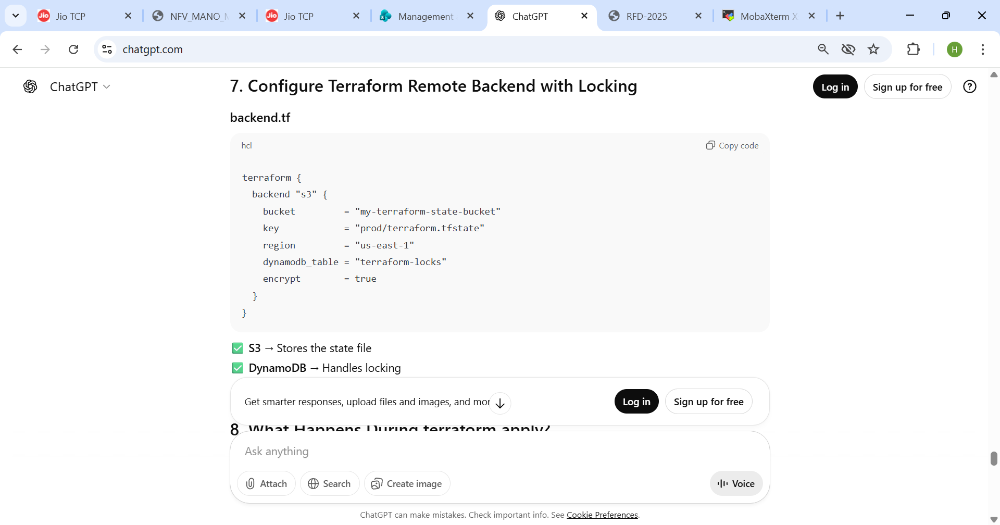 Jio TCP
NFV_MANO_
Jio TCP
Management
ChatGPT
RFD-2025
MobaXterm X
chatgpt.com
H
ChatGPT
7. Configure Terraform Remote Backend with Locking
Log in
Sign up for free
backend.tf
hcl
Copy code
terraform {
  backend "s3" {
    bucket         = "my-terraform-state-bucket"
    key            = "prod/terraform.tfstate"
    region         = "us-east-1"
    dynamodb_table = "terraform-locks"
    encrypt        = true
  }
}
✅ S3 → Stores the state file
✅ DynamoDB → Handles locking
Get smarter responses, upload files and images, and mor
Log in
Sign up for free
8 What Happens During terraform apply?
Ask anything
Attach
Search
Create image
Voice
ChatGPT can make mistakes. Check important info. See Cookie Preferences.